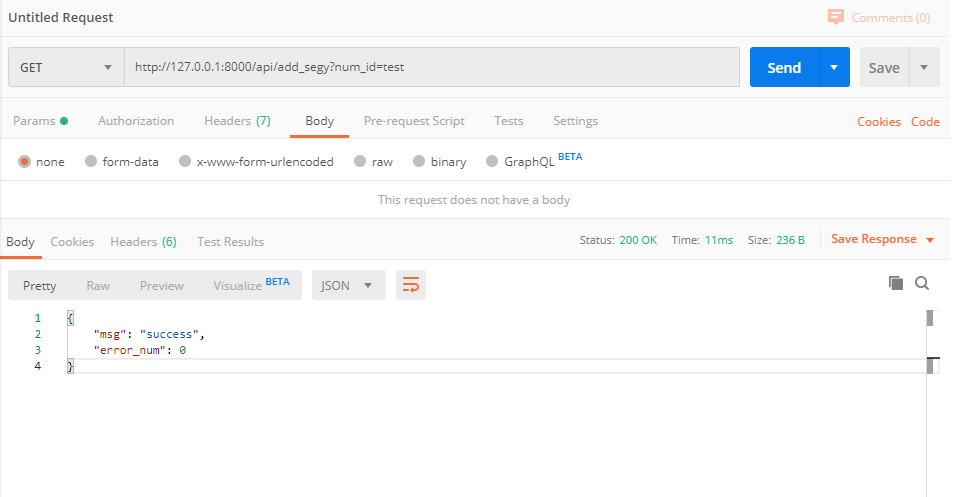 Untitled Request
Comments (0)
GET
http://127.0.0.1:8000/api/add_segy?num_id=test
Send
Save
Params
Authorization
Headers (7)
Body
Pre-request Script
Tests
Settings
Cookies Code
none
form-data
x-www-form-urlencoded
raw
binary
GraphQL BETA
This request does not have a body
Body Cookies Headers (6) Test Results
Status: 200 OK Time: 11ms Size: 236 B
Save Response
Pretty Raw Preview Visualize BETA
JSON
1 {
2 "msg": "success",
3 "error_num": 0
4 }